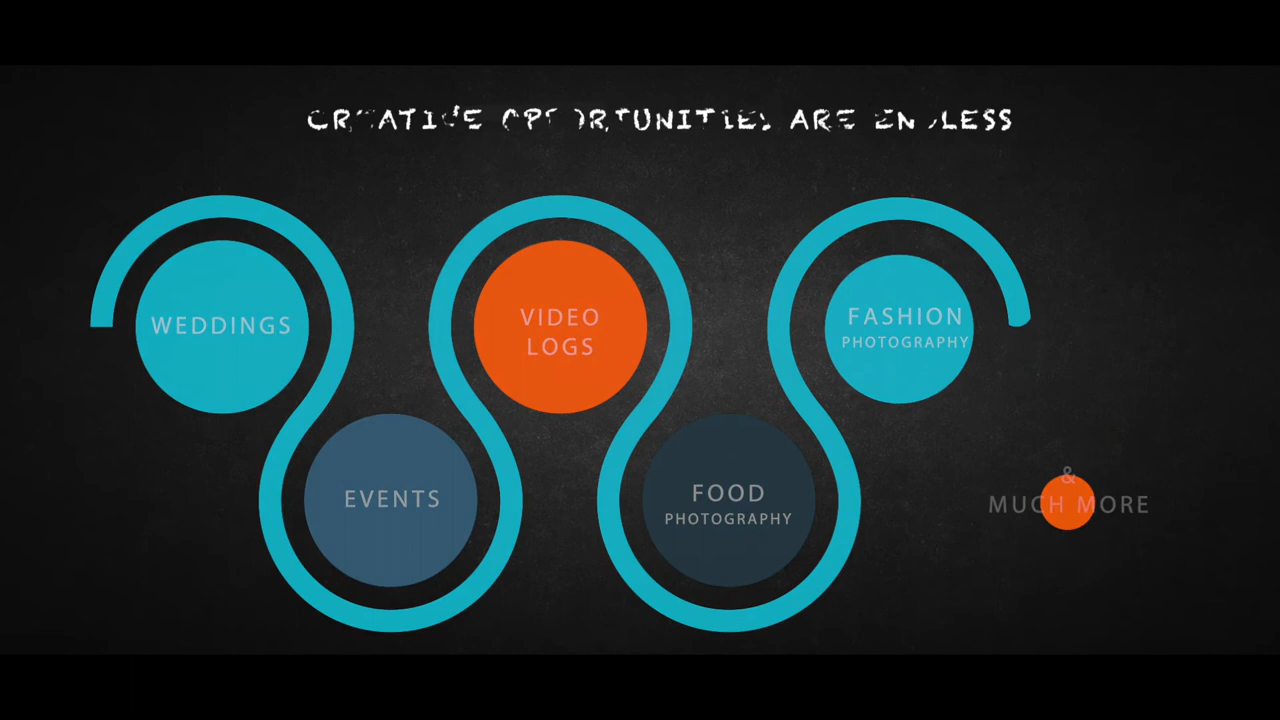 CREATIVE OPPORTUNITIES ARE ENDLESS
WEDDINGS
EVENTS
VIDEO
LOGS
FOOD
PHOTOGRAPHY
FASHION
PHOTOGRAPHY
&
MUCH MORE